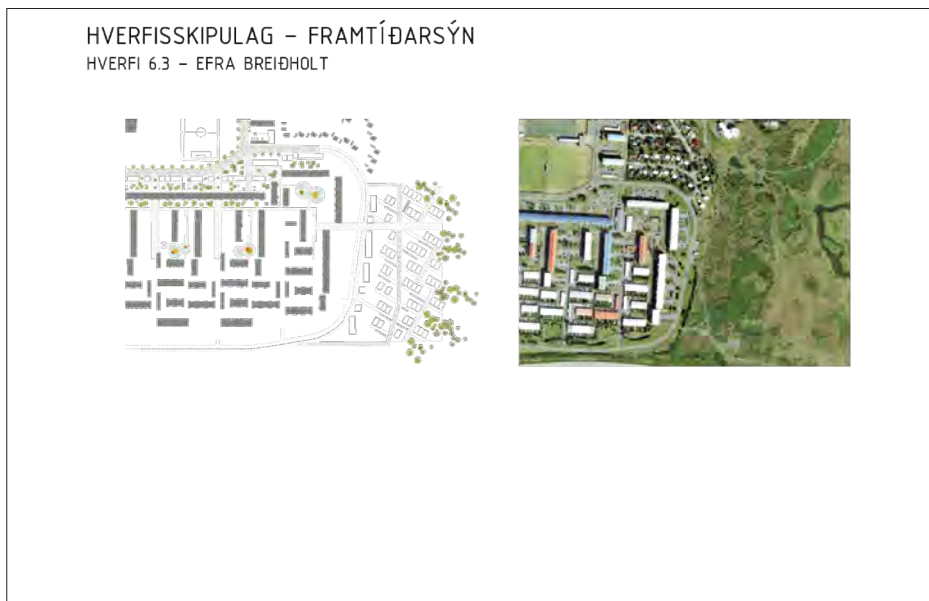 HVERFISSKIPULAG – FRAMTÍÐARSÝN
HVERFI 6.3 – EFRA BREIÐHOLT